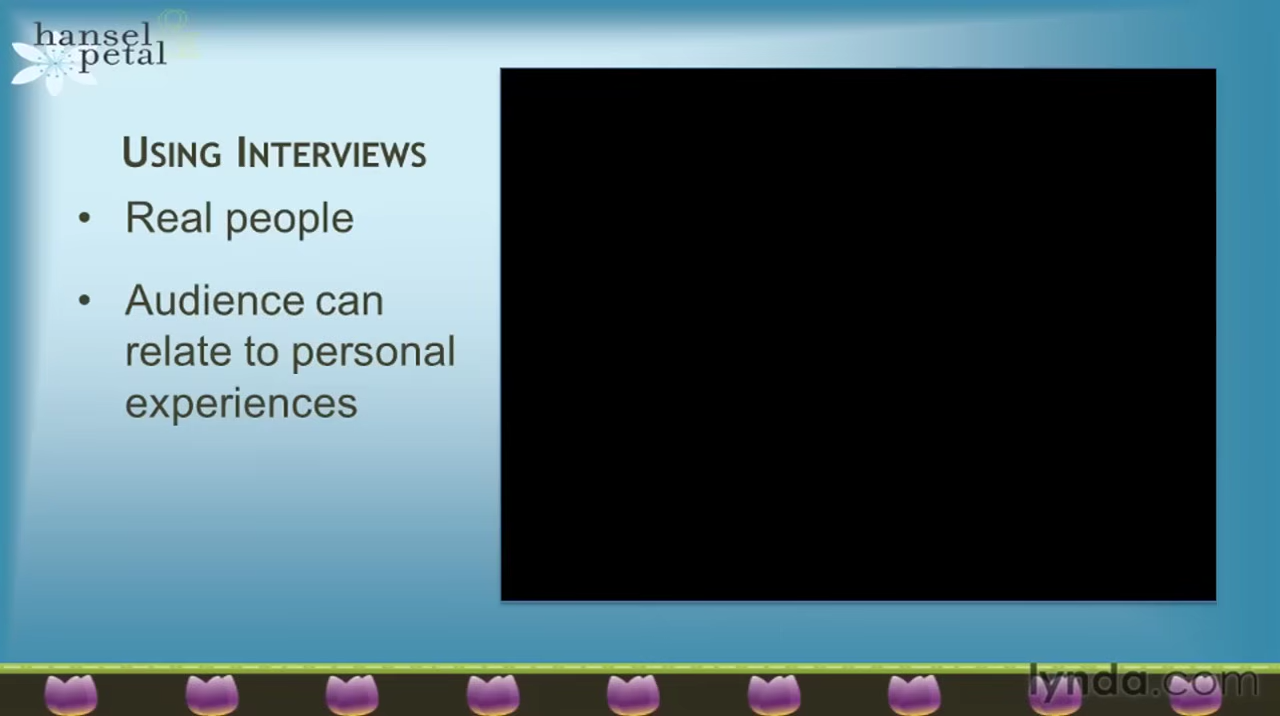 hansel
petal
USING INTERVIEWS
• Real people
• Audience can
relate to personal
experiences
lynda.com